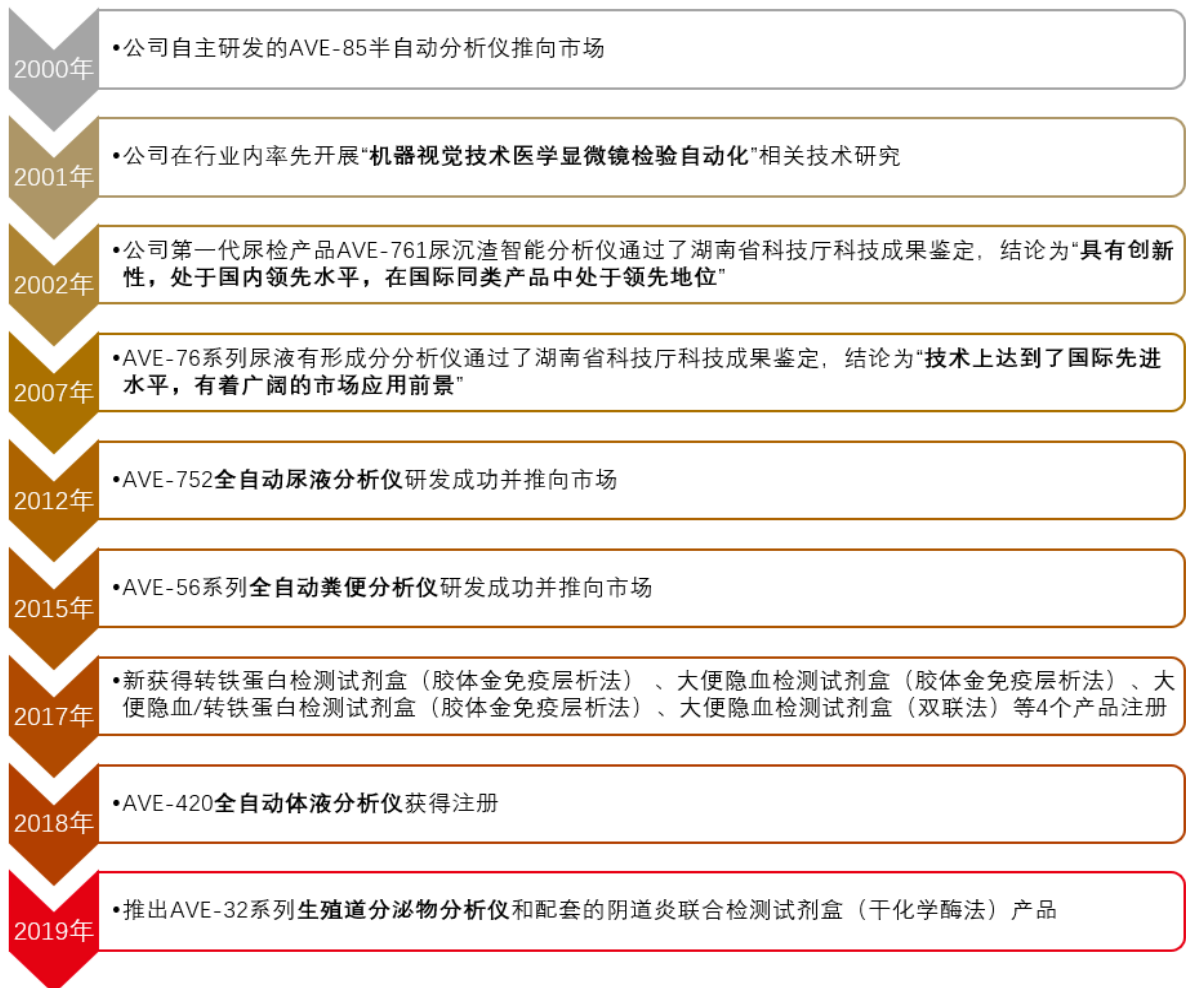 2000年
•公司自主研发的AVE-85半自动分析仪推向市场
2001年
•公司在行业内率先开展“机器视觉技术医学显微镜检验自动化”相关技术研究
2002年
•公司第一代尿检产品AVE-761尿沉渣智能分析仪通过了湖南省科技厅科技成果鉴定，结论为“具有创新
性，处于国内领先水平，在国际同类产品中处于领先地位”
2007年
•AVE-76系列尿液有形成分分析仪通过了湖南省科技厅科技成果鉴定，结论为“技术上达到了国际先进
水平，有着广阔的市场应用前景”
2012年
•AVE-752全自动尿液分析仪研发成功并推向市场
2015年
•AVE-56系列全自动粪便分析仪研发成功并推向市场
2017年
•新获得转铁蛋白检测试剂盒（胶体金免疫层析法） 、大便隐血检测试剂盒（胶体金免疫层析法）、大
便隐血/转铁蛋白检测试剂盒（胶体金免疫层析法）、大便隐血检测试剂盒（双联法）等4个产品注册
2018年
•AVE-420全自动体液分析仪获得注册
2019年
•推出AVE-32系列生殖道分泌物分析仪和配套的阴道炎联合检测试剂盒（干化学酶法）产品